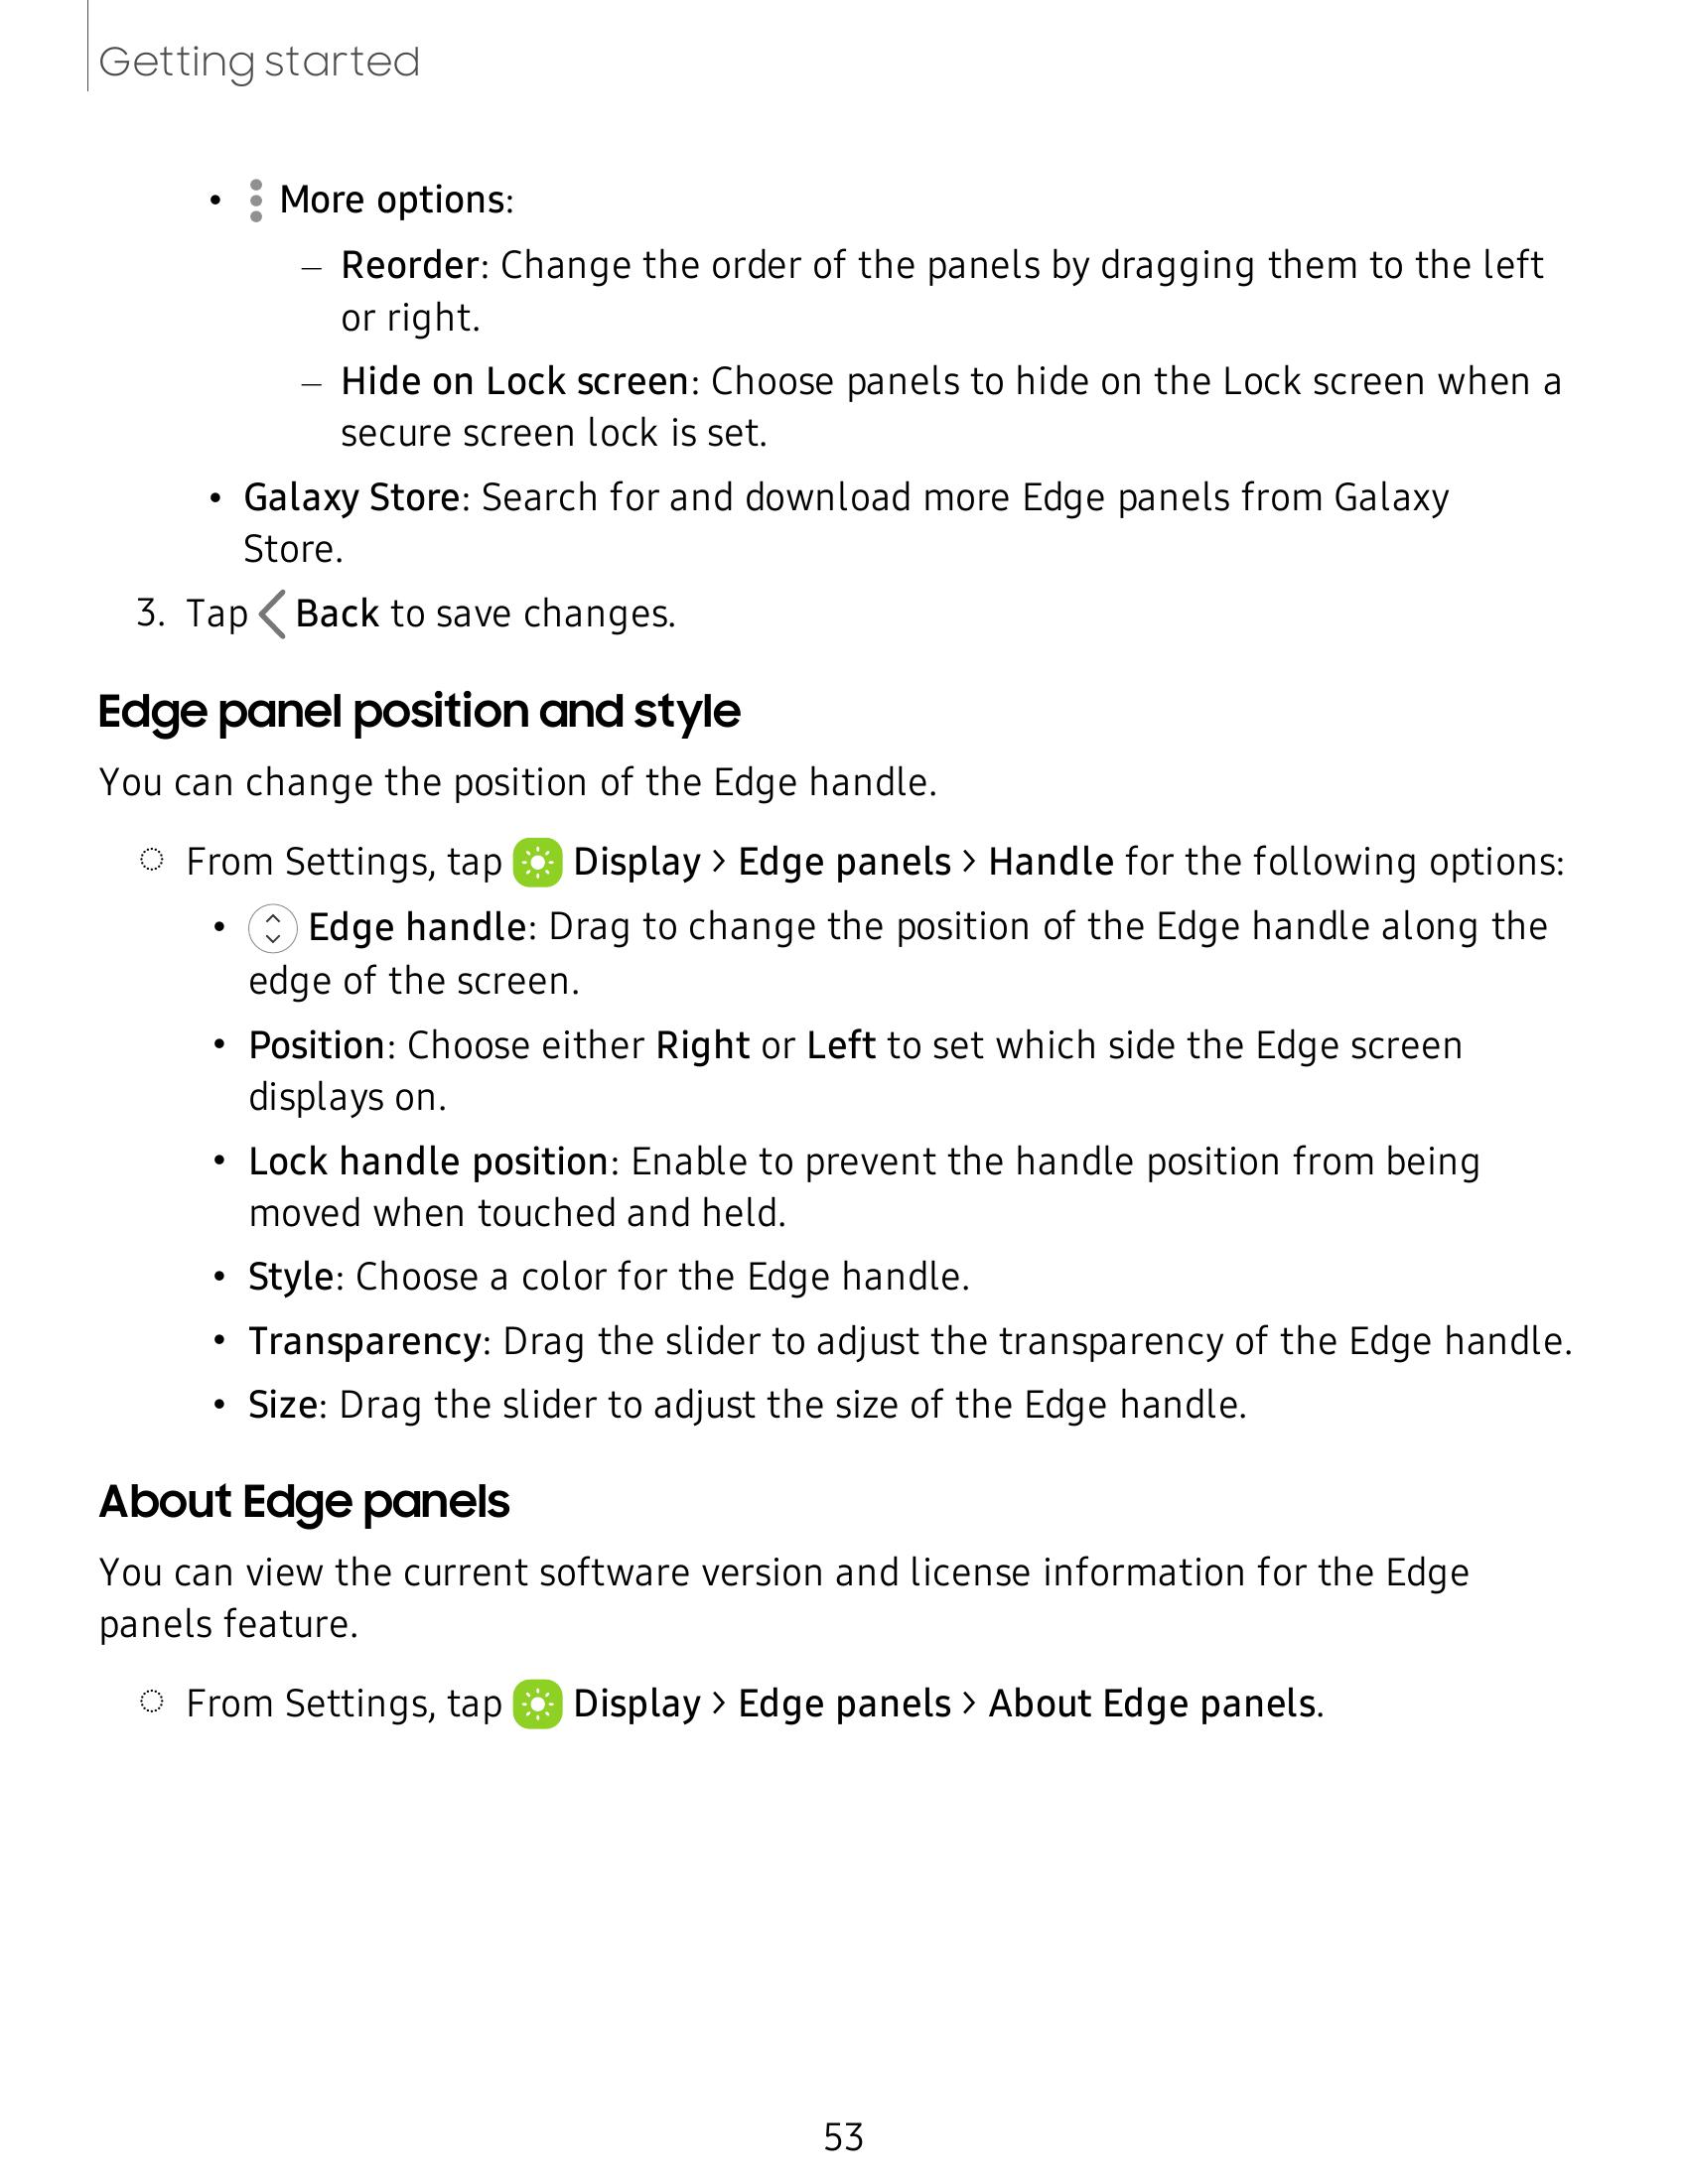 Getting started
• More options:
– Reorder: Change the order of the panels by dragging them to the left
or right.
– Hide on Lock screen: Choose panels to hide on the Lock screen when a
secure screen lock is set.
• Galaxy Store: Search for and download more Edge panels from Galaxy
Store.
3. Tap Back to save changes.
Edge panel position and style
You can change the position of the Edge handle.
From Settings, tap Display > Edge panels > Handle for the following options:
• Edge handle: Drag to change the position of the Edge handle along the
edge of the screen.
• Position: Choose either Right or Left to set which side the Edge screen
displays on.
• Lock handle position: Enable to prevent the handle position from being
moved when touched and held.
• Style: Choose a color for the Edge handle.
• Transparency: Drag the slider to adjust the transparency of the Edge handle.
• Size: Drag the slider to adjust the size of the Edge handle.
About Edge panels
You can view the current software version and license information for the Edge
panels feature.
From Settings, tap Display > Edge panels > About Edge panels.
53